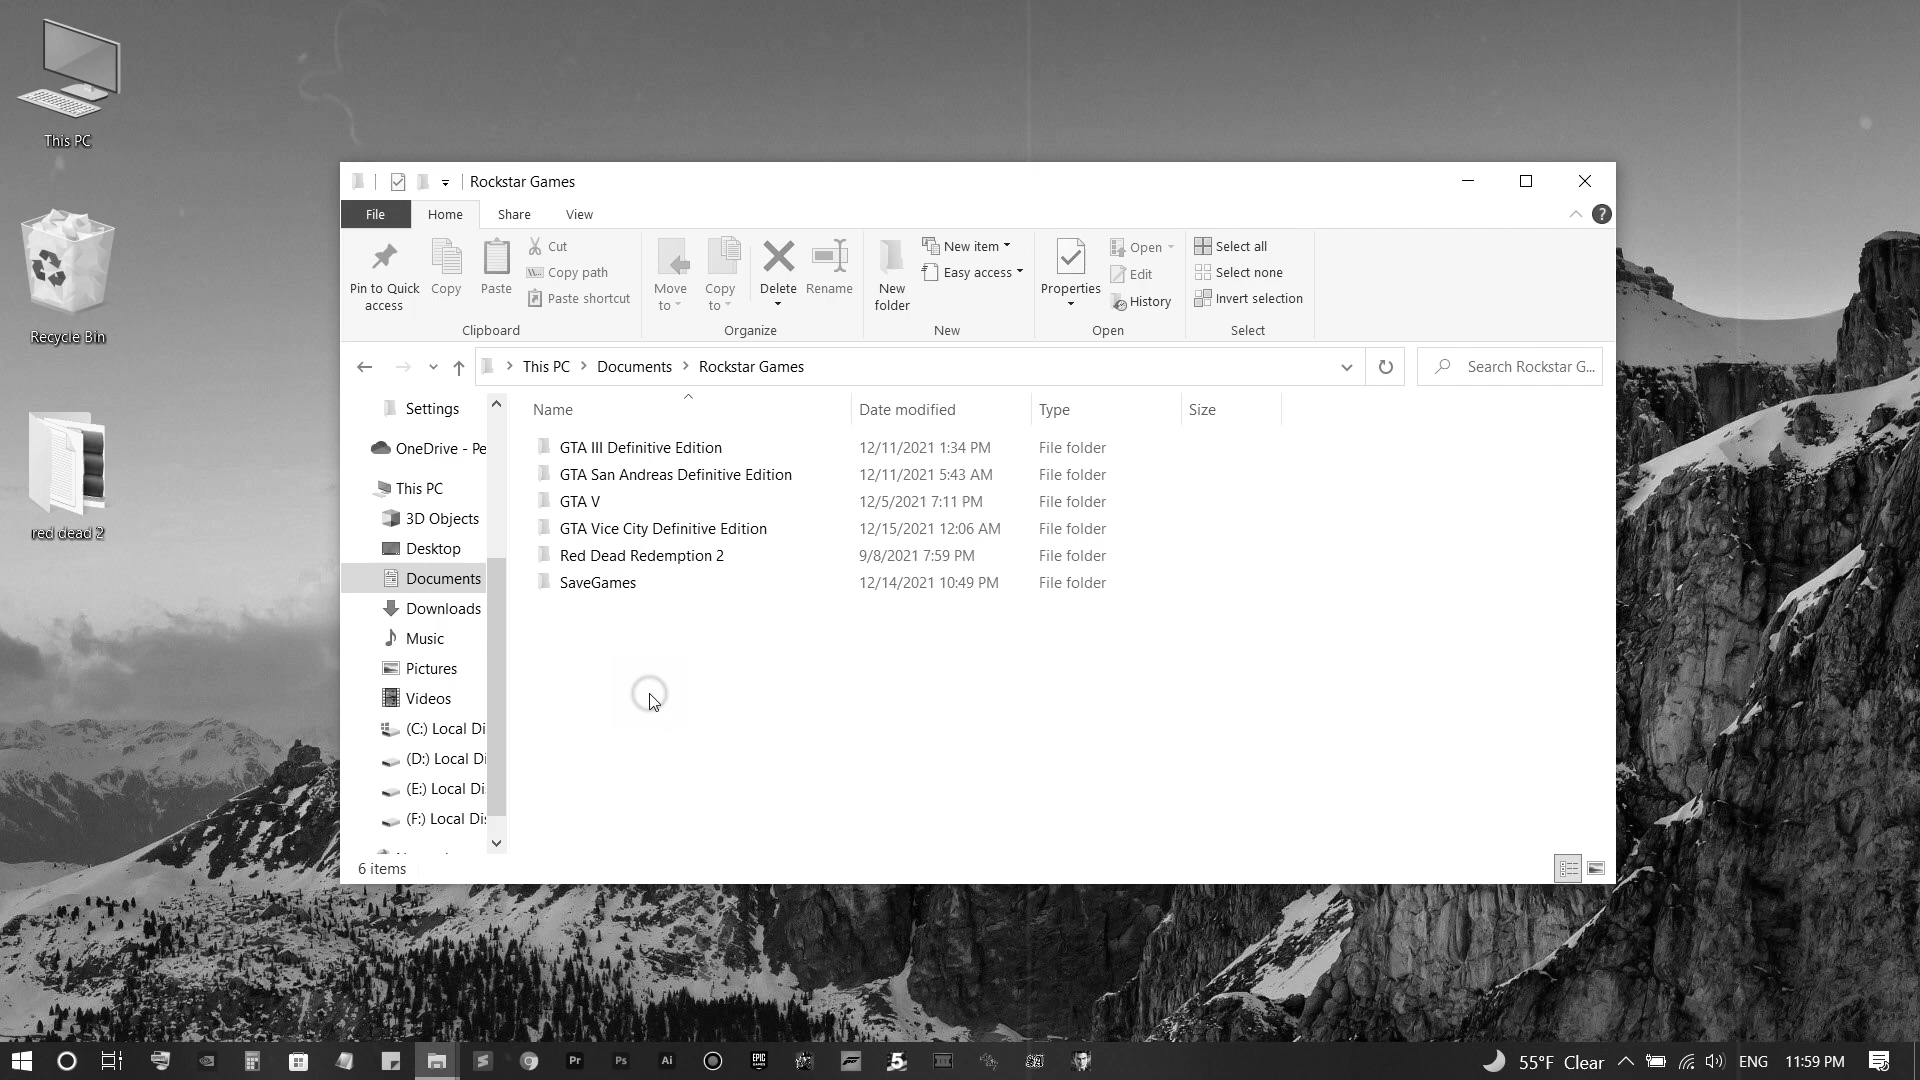 This PC
Recycle Bin
red dead 2
Rockstar Games
File Home Share View
Pin to Quick access
Copy
Paste
Cut
Copy path
Paste shortcut
Clipboard
Move to
Copy to
Delete
Rename
Organize
New folder
New item
Easy access
New
Properties
Open
Edit
History
Open
Select all
Select none
Invert selection
Select
This PC > Documents > Rockstar Games
Search Rockstar G...
Settings
OneDrive - Pe
This PC
3D Objects
Desktop
Documents
Downloads
Music
Pictures
Videos
(C:) Local Di
(D:) Local Di
(E:) Local Di
(F:) Local Di
Name Date modified Type Size
GTA III Definitive Edition 12/11/2021 1:34 PM File folder
GTA San Andreas Definitive Edition 12/11/2021 5:43 AM File folder
GTA V 12/5/2021 7:11 PM File folder
GTA Vice City Definitive Edition 12/15/2021 12:06 AM File folder
Red Dead Redemption 2 9/8/2021 7:59 PM File folder
SaveGames 12/14/2021 10:49 PM File folder
6 items
Pr Ps Ai EPIC GAMES 5
55°F Clear ENG 11:59 PM